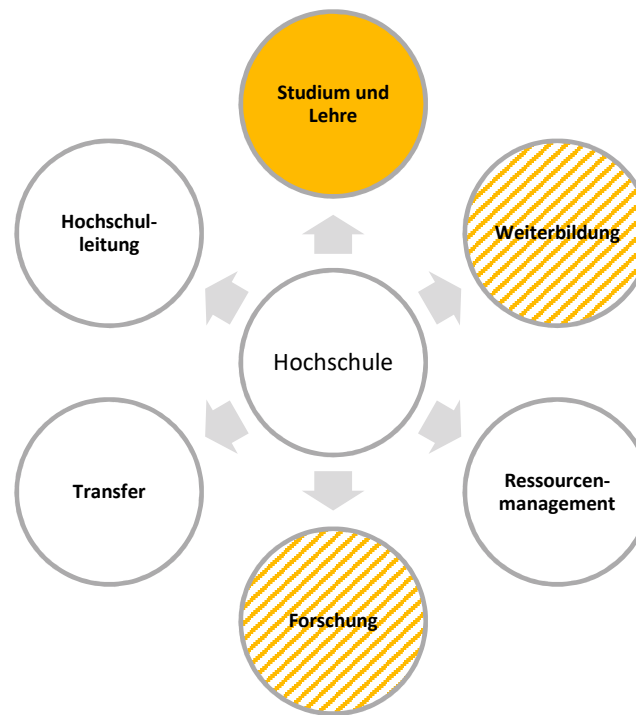 Studium und
Lehre
Hochschul-
leitung
Weiterbildung
Hochschule
Transfer
Ressourcen-
management
Forschung